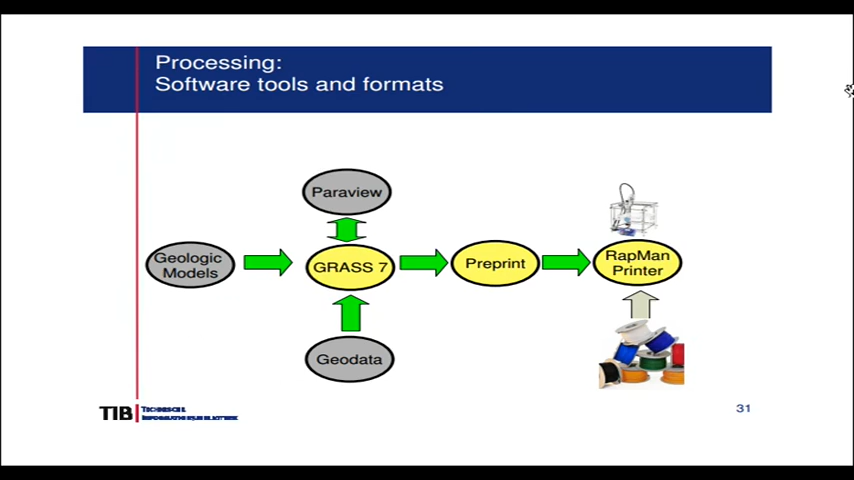 Processing:
Software tools and formats
Paraview
Geologic
Models
GRASS 7
Preprint
RapMan
Printer
Geodata
TIB
31